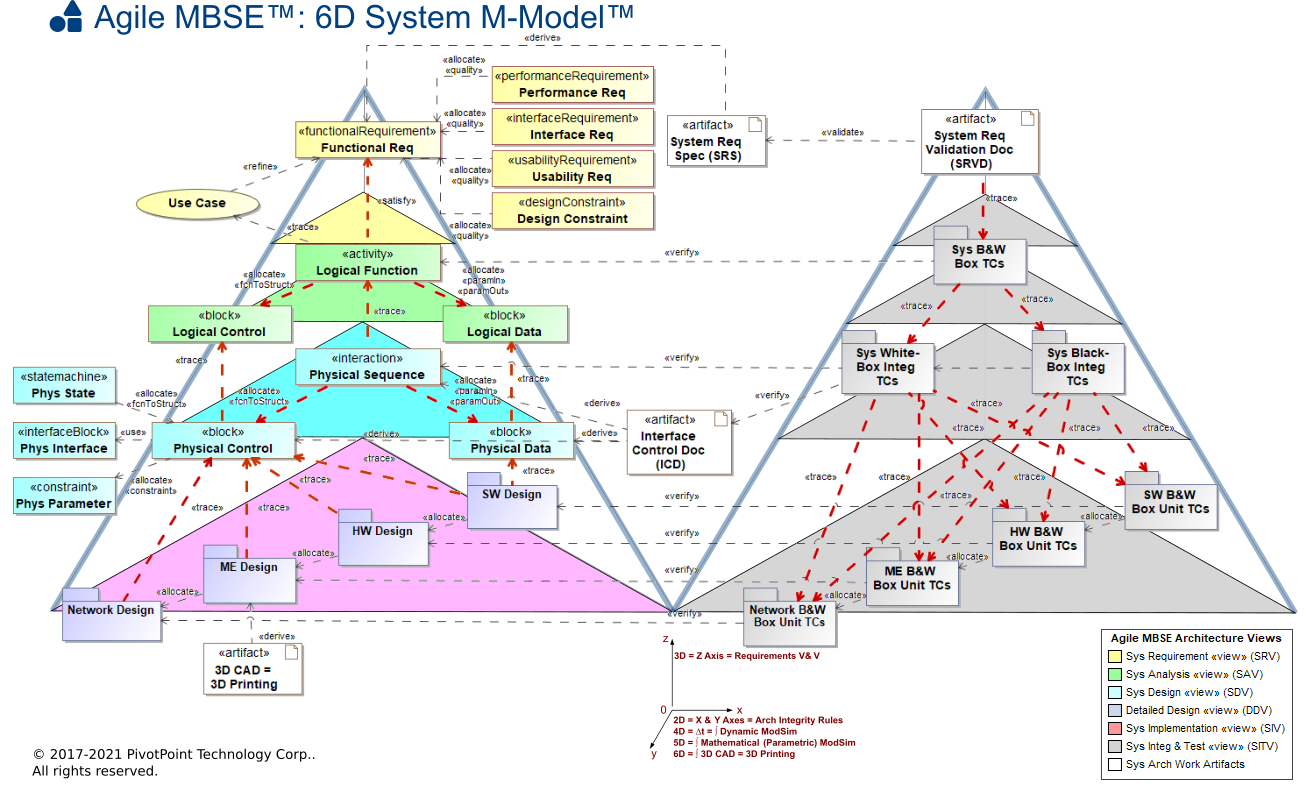 Agile MBSE™: 6D System M-Model™
«derive»
«allocate»
«quality»
«performanceRequirement»
Performance Req
«functionalRequirement»
Functional Req
«allocate»
«quality»
«interfaceRequirement»
Interface Req
«artifact»
System Req
Spec (SRS)
«validate»
«artifact»
System Req
Validation Doc
(SRVD)
«refine»
«allocate»
«quality»
«usabilityRequirement»
Usability Req
Use Case
«satisfy»
«designConstraint»
Design Constraint
«trace»
«allocate»
«quality»
«trace»
«activity»
Logical Function
«verify»
Sys B&W
Box TCs
«allocate»
«fcnToStruct»
«allocate»
«paramIn»
«paramOut»
«block»
Logical Control
«trace»
«block»
Logical Data
«trace»
«trace»
«trace»
«interaction»
Physical Sequence
«verify»
Sys White-
Box Integ
TCs
Sys Black-
Box Integ
TCs
«statemachine»
Phys State
«allocate»
«fcnToStruct»
«allocate»
«fcnToStruct»
«allocate»
«paramIn»
«paramOut»
«trace»
«derive»
«verify»
«trace»
«interfaceBlock»
Phys Interface
«use»
«block»
Physical Control
«derive»
«block»
Physical Data
«derive»
«artifact»
Interface
Control Doc
(ICD)
«trace»
«trace»
«trace»
«constraint»
Phys Parameter
«allocate»
«constraint»
«trace»
«trace»
«trace»
«trace»
«trace»
«trace»
«trace»
«trace»
SW Design
«verify»
SW B&W
Box Unit TCs
«allocate»
«allocate»
HW Design
«verify»
HW B&W
Box Unit TCs
«allocate»
«allocate»
ME Design
«verify»
ME B&W
Box Unit TCs
«allocate»
«allocate»
Network Design
«verify»
Network B&W
Box Unit TCs
«derive»
«artifact»
3D CAD =
3D Printing
z
3D = Z Axis = Requirements V& V
0
x
y
2D = X & Y Axes = Arch Integrity Rules
4D = Δt = ∫ Dynamic ModSim
5D = ∫ Mathematical (Parametric) ModSim
6D = ∫ 3D CAD = 3D Printing
Agile MBSE Architecture Views
Sys Requirement «view» (SRV)
Sys Analysis «view» (SAV)
Sys Design «view» (SDV)
Detailed Design «view» (DDV)
Sys Implementation «view» (SIV)
Sys Integ & Test «view» (SITV)
Sys Arch Work Artifacts
© 2017-2021 PivotPoint Technology Corp..
All rights reserved.